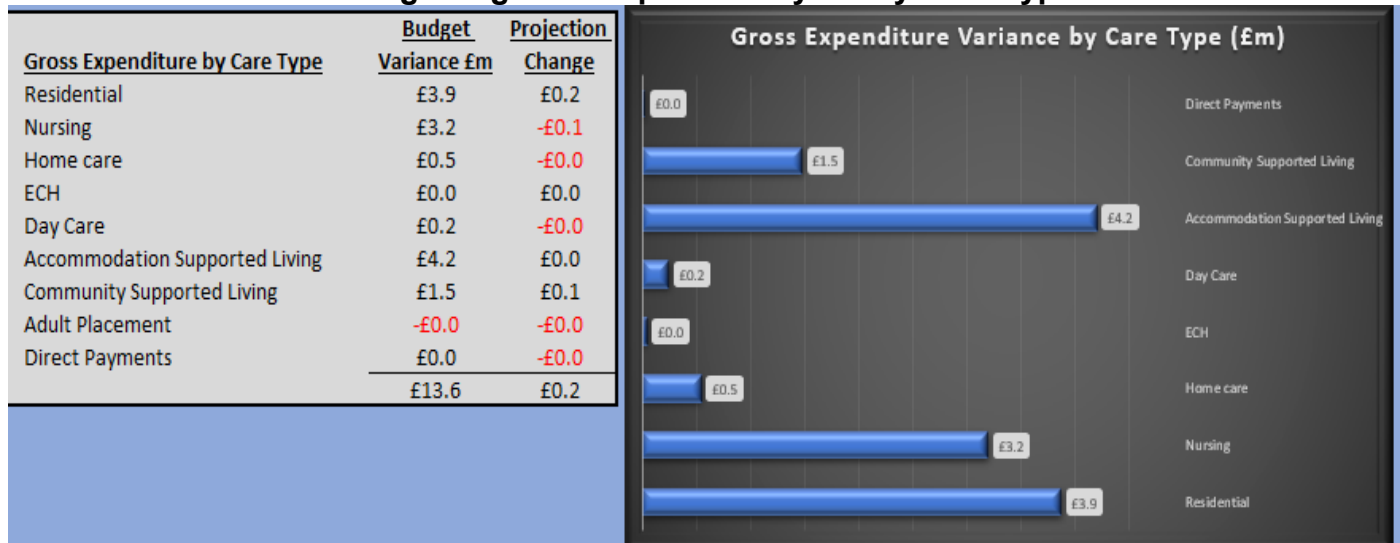 Budget Projection
Gross Expenditure by Care Type Variance £m Change
Residential £3.9 £0.2
Nursing £3.2 -£0.1
Home care £0.5 -£0.0
ECH £0.0 £0.0
Day Care £0.2 -£0.0
Accommodation Supported Living £4.2 £0.0
Community Supported Living £1.5 £0.1
Adult Placement -£0.0 -£0.0
Direct Payments £0.0 -£0.0
£13.6 £0.2
Gross Expenditure Variance by Care Type (£m)
£0.0 Direct Payments
£1.5 Community Supported Living
£4.2 Accommodation Supported Living
£0.2 Day Care
£0.0 ECH
£0.5 Home care
£3.2 Nursing
£3.9 Residential